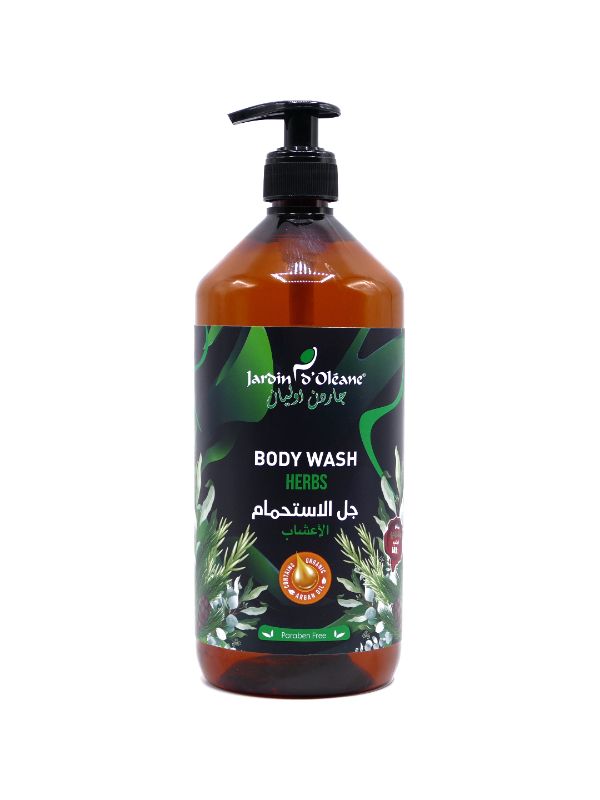 Jardin d'Oléane®
جاردن اوليان
BODY WASH
HERBS
جل الاستحمام
الأعشاب
CONTAINS ORGANIC
ARGAN OIL
Paraben Free